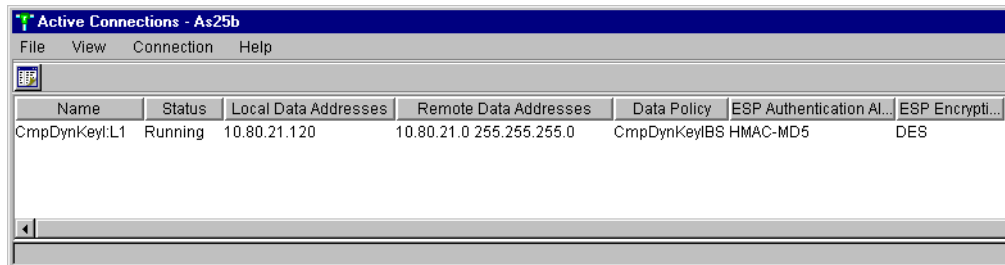 Active Connections - As25b
File View Connection Help
Name Status Local Data Addresses Remote Data Addresses Data Policy ESP Authentication Al... ESP Encrypti...
CmpDynKeyI:L1 Running 10.80.21.120 10.80.21.0 255.255.255.0 CmpDynKeyIBS HMAC-MD5 DES